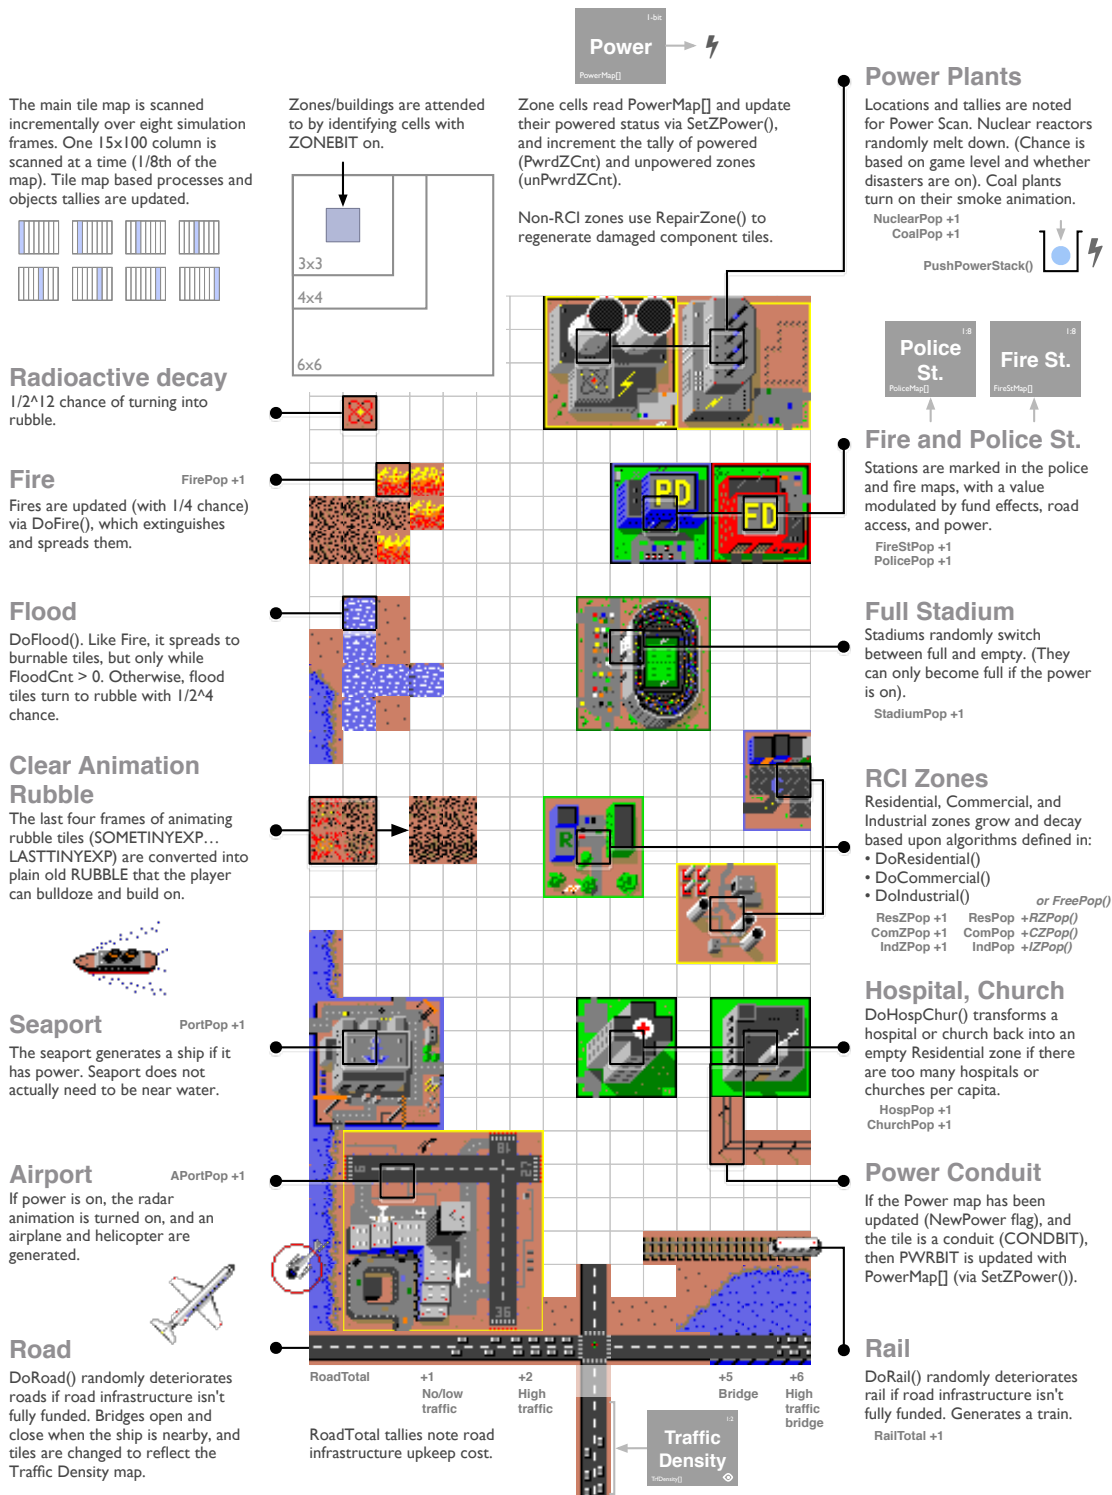 1-bit
Power
PowerMap[]
The main tile map is scanned
incrementally over eight simulation
frames. One 15x100 column is
scanned at a time (1/8th of the
map). Tile map based processes and
objects tallies are updated.
Zones/buildings are attended
to by identifying cells with
ZONEBIT on.
3x3
4x4
6x6
Zone cells read PowerMap[] and update
their powered status via SetZPower(),
and increment the tally of powered
(PwrdZCnt) and unpowered zones
(unPwrdZCnt).
Non-RCI zones use RepairZone() to
regenerate damaged component tiles.
Power Plants
Locations and tallies are noted
for Power Scan. Nuclear reactors
randomly melt down. (Chance is
based on game level and whether
disasters are on). Coal plants
turn on their smoke animation.
NuclearPop +1
CoalPop +1
PushPowerStack()
1:8
Police
St.
PoliceMap[]
1:8
Fire St.
FireStMap[]
Radioactive decay
1/2^12 chance of turning into
rubble.
Fire
FirePop +1
Fires are updated (with 1/4 chance)
via DoFire(), which extinguishes
and spreads them.
PD
FD
Fire and Police St.
Stations are marked in the police
and fire maps, with a value
modulated by fund effects, road
access, and power.
FireStPop +1
PolicePop +1
Flood
DoFlood(). Like Fire, it spreads to
burnable tiles, but only while
FloodCnt > 0. Otherwise, flood
tiles turn to rubble with 1/2^4
chance.
Full Stadium
Stadiums randomly switch
between full and empty. (They
can only become full if the power
is on).
StadiumPop +1
Clear Animation
Rubble
The last four frames of animating
rubble tiles (SOMETINYEXP...
LASTTINYEXP) are converted into
plain old RUBBLE that the player
can bulldoze and build on.
R
RCI Zones
Residential, Commercial, and
Industrial zones grow and decay
based upon algorithms defined in:
• DoResidential()
• DoCommercial()
• DoIndustrial()
or FreePop()
ResZPop +1 ResPop +RZPop()
ComZPop +1 ComPop +CZPop()
IndZPop +1 IndPop +IZPop()
Seaport
PortPop +1
The seaport generates a ship if it
has power. Seaport does not
actually need to be near water.
Hospital, Church
DoHospChur() transforms a
hospital or church back into an
empty Residential zone if there
are too many hospitals or
churches per capita.
HospPop +1
ChurchPop +1
Airport
APortPop +1
If power is on, the radar
animation is turned on, and an
airplane and helicopter are
generated.
9
18
27
36
Power Conduit
If the Power map has been
updated (NewPower flag), and
the tile is a conduit (CONDBIT),
then PWRBIT is updated with
PowerMap[] (via SetZPower()).
Road
DoRoad() randomly deteriorates
roads if road infrastructure isn't
fully funded. Bridges open and
close when the ship is nearby, and
tiles are changed to reflect the
Traffic Density map.
RoadTotal +1 +2 +5 +6
No/low High Bridge High
traffic traffic traffic
bridge
RoadTotal tallies note road
infrastructure upkeep cost.
1:2
Traffic
Density
TrfDensity[]
Rail
DoRail() randomly deteriorates
rail if road infrastructure isn't
fully funded. Generates a train.
RailTotal +1